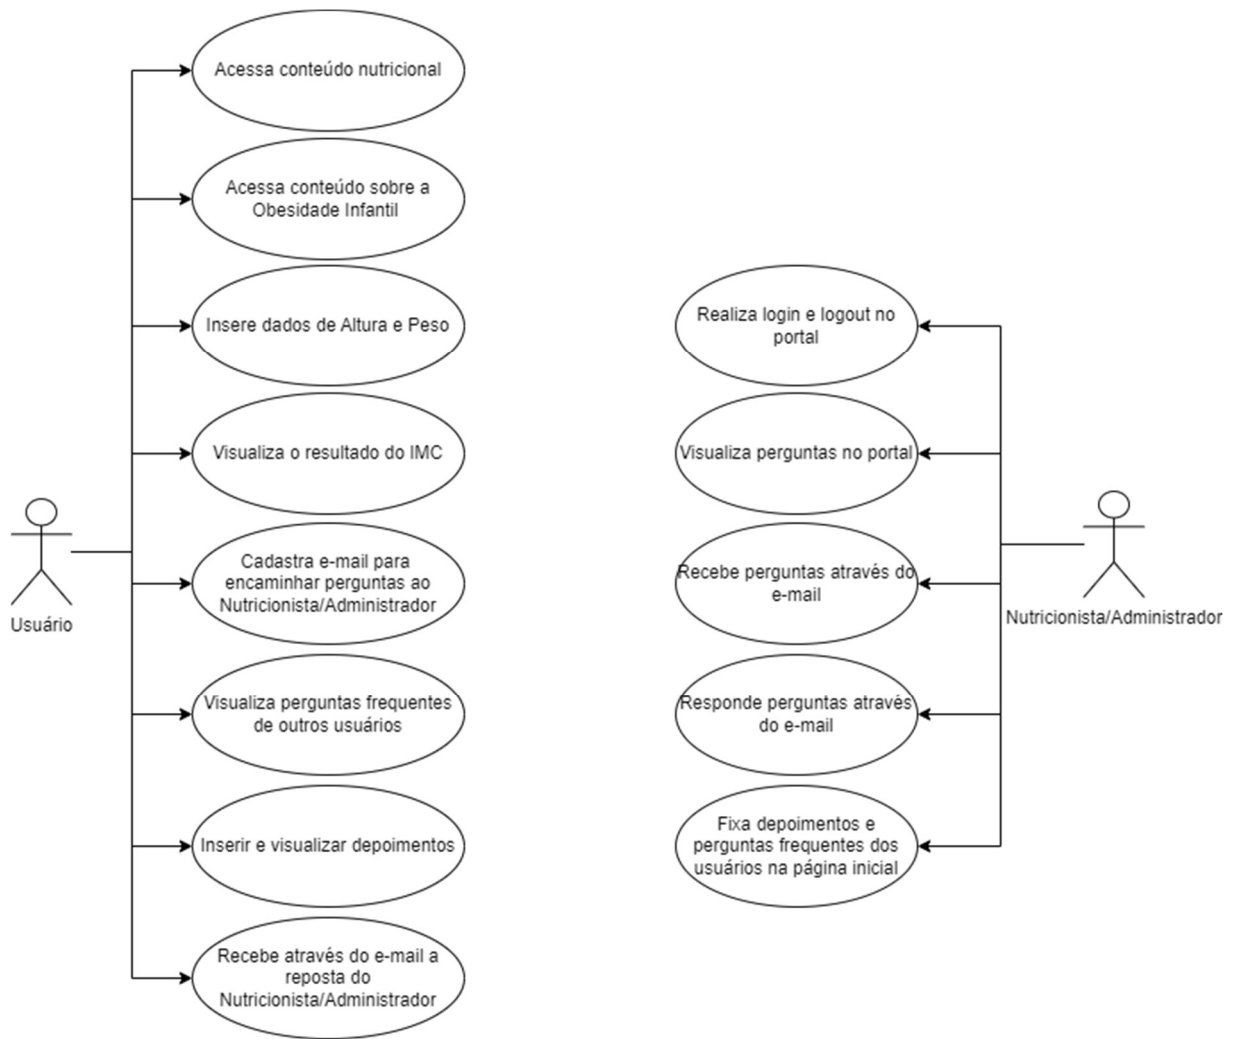 Acessa conteúdo nutricional
Acessa conteúdo sobre a
Obesidade Infantil
Insere dados de Altura e Peso
Visualiza o resultado do IMC
Cadastra e-mail para
encaminhar perguntas ao
Nutricionista/Administrador
Usuário
Visualiza perguntas frequentes
de outros usuários
Inserir e visualizar depoimentos
Recebe através do e-mail a
reposta do
Nutricionista/Administrador
Realiza login e logout no
portal
Visualiza perguntas no portal
Recebe perguntas através do
e-mail
Nutricionista/Administrador
Responde perguntas através
do e-mail
Fixa depoimentos e
perguntas frequentes dos
usuários na página inicial